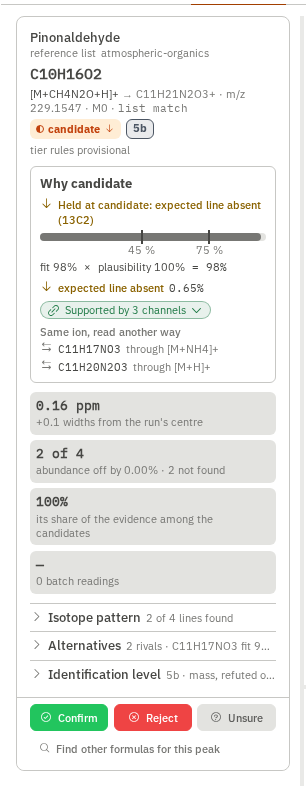 Pinonaldehyde
reference list atmospheric-organics
C10H16O2
[M+CH4N2O+H]+ → C11H21N2O3+ · m/z
229.1547 · M0 · list match
candidate ↓ 5b
tier rules provisional
Why candidate
↓ Held at candidate: expected line absent
(13C2)
45 % 75 %
fit 98% × plausibility 100% = 98%
↓ expected line absent 0.65%
Supported by 3 channels
Same ion, read another way
C11H17NO3 through [M+NH4]+
C11H20N2O3 through [M+H]+
0.16 ppm
+0.1 widths from the run's centre
2 of 4
abundance off by 0.00% · 2 not found
100%
its share of the evidence among the
candidates
—
0 batch readings
Isotope pattern 2 of 4 lines found
Alternatives 2 rivals · C11H17NO3 fit 9...
Identification level 5b · mass, refuted o...
Confirm Reject Unsure
Find other formulas for this peak